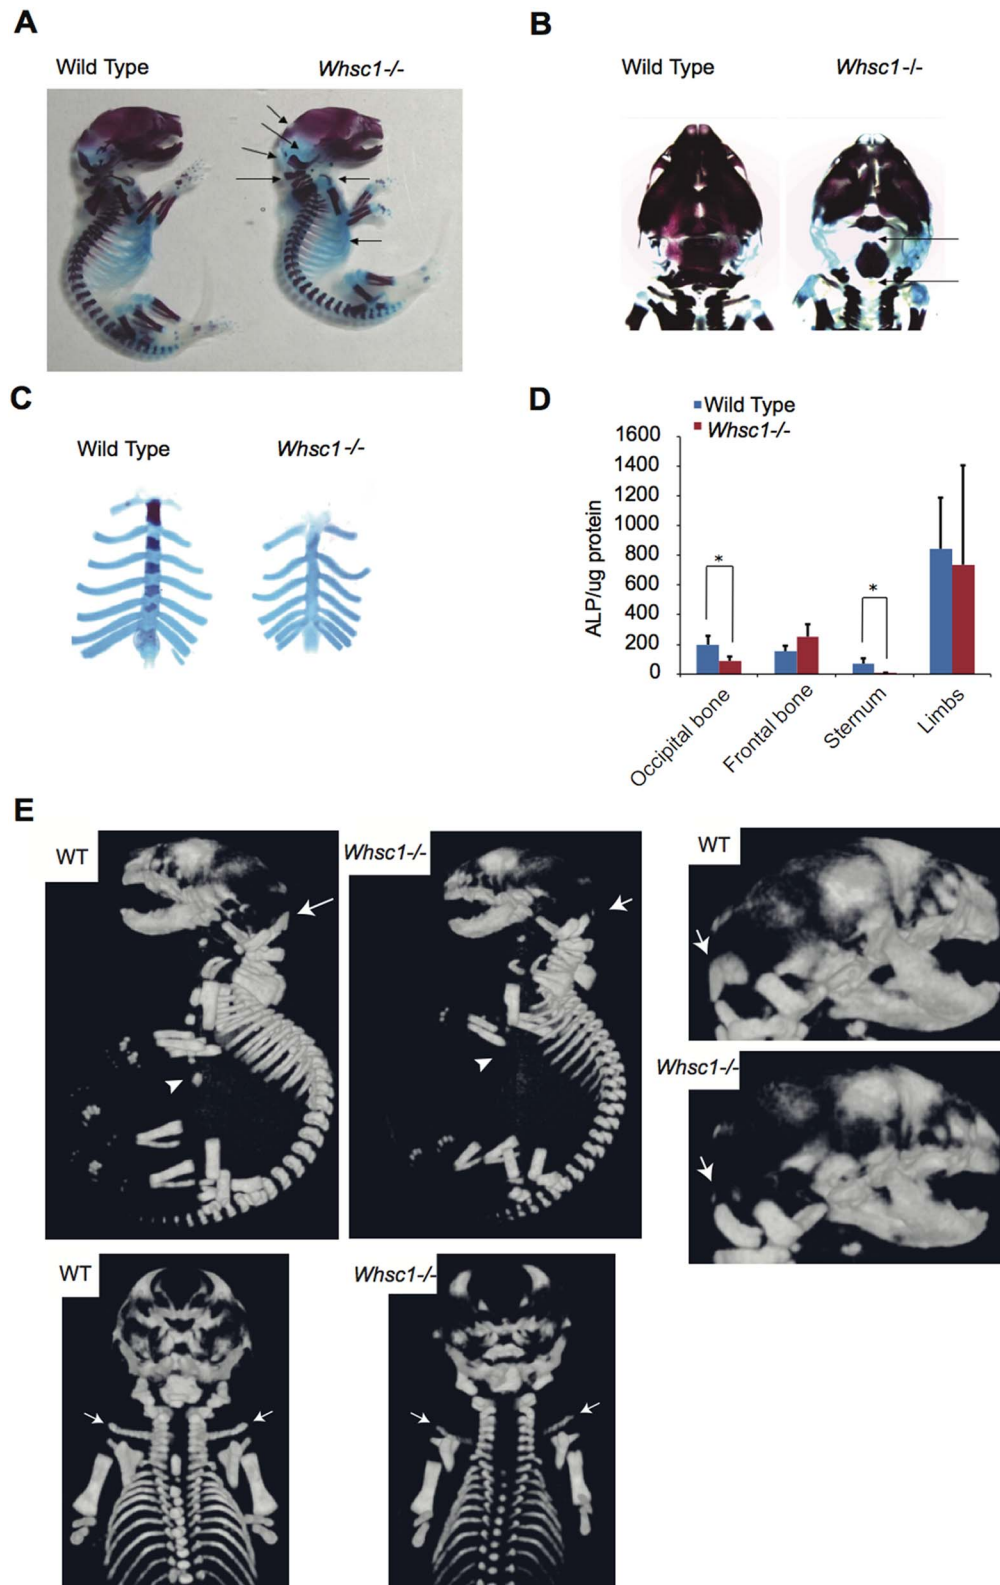 A
Wild Type
Whsc1-/-
B
Wild Type
Whsc1-/-
C
Wild Type
Whsc1-/-
D
Wild Type
Whsc1-/-
ALP/ug protein
1600
1400
1200
1000
800
600
400
200
0
*
*
Occipital bone
Frontal bone
Sternum
Limbs
E
WT
Whsc1-/-
WT
Whsc1-/-
WT
Whsc1-/-